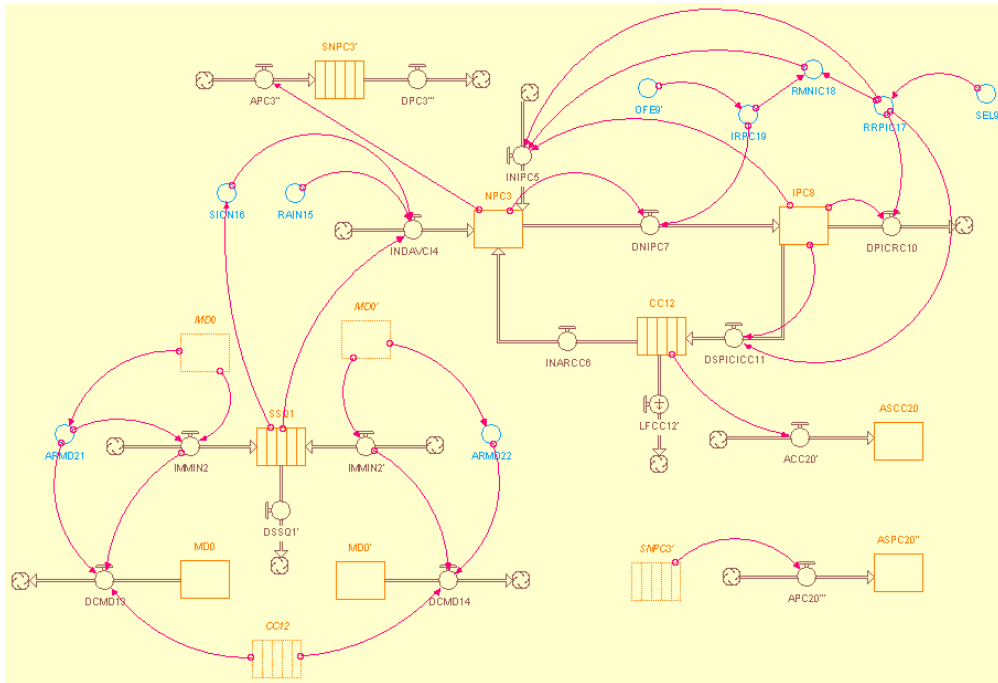 SNPC3'
APC3''
DPC3'''
OFE9'
RMNIC18
IRPC19
RRPIC17
SEL9
INIPC5
SION16
RAIN15
NPC3
IPC8
INDAVCI4
DNIPC7
DPICRC10
MD0
MD0'
CC12
INARCC6
DSPICICC11
SSQ1
LFCC12'
ASCC20
ARMD21
IMMIN2
IMMIN2'
ARMD22
ACC20'
DSSQ1'
MD0
MD0'
SNPC3'
ASPC20''
DCMD13
DCMD14
APC20'''
CC12